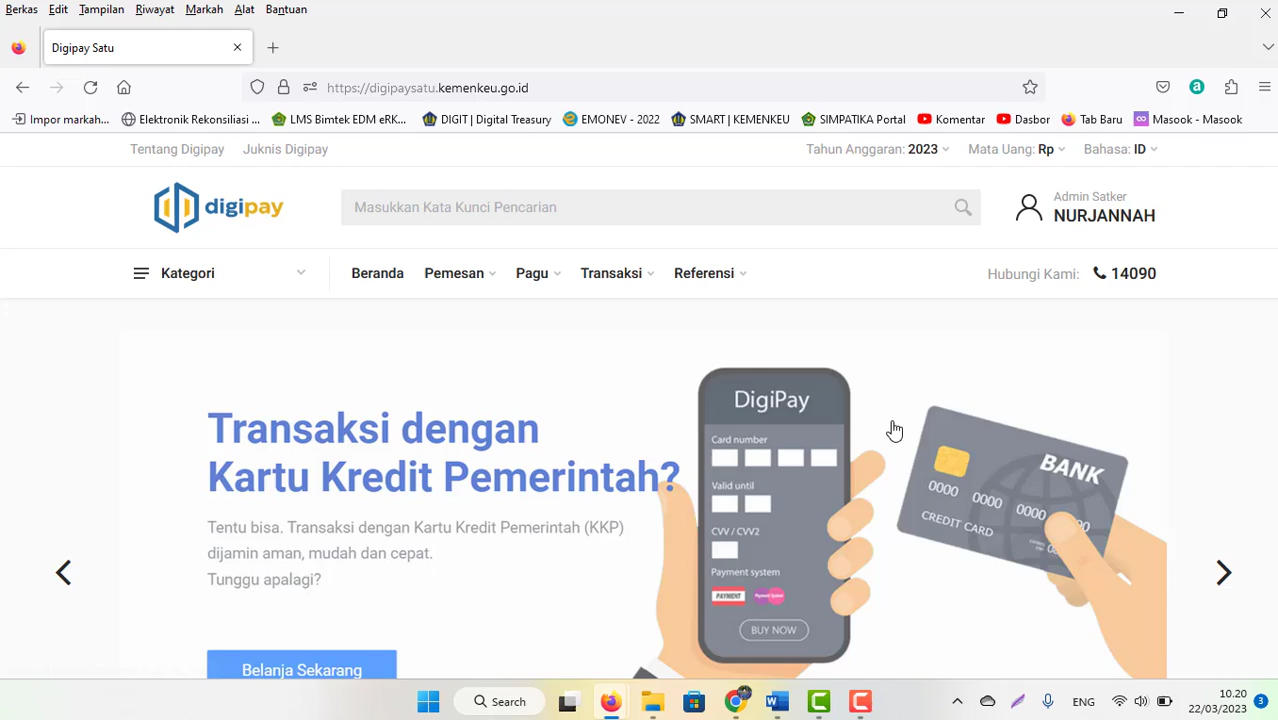 Berkas Edit Tampilan Riwayat Markah Alat Bantuan
Digipay Satu
https://digipaysatu.kemenkeu.go.id
Impor markah... Elektronik Rekonsiliasi ... LMS Bimtek EDM eRK... DIGIT | Digital Treasury EMONEV - 2022 SMART | KEMENKEU SIMPATIKA Portal Komentar Dasbor Tab Baru Masook - Masook
Tentang Digipay Juknis Digipay Tahun Anggaran: 2023 Mata Uang: Rp Bahasa: ID
digipay
Masukkan Kata Kunci Pencarian
Admin Satker
NURJANNAH
Kategori Beranda Pemesan Pagu Transaksi Referensi Hubungi Kami: 14090
Transaksi dengan
Kartu Kredit Pemerintah?
Tentu bisa. Transaksi dengan Kartu Kredit Pemerintah (KKP)
dijamin aman, mudah dan cepat.
Tunggu apalagi?
Belanja Sekarang
DigiPay
Card number
Valid until
CVV / CVV2
Payment system
PAYMENT Payment System
BUY NOW
BANK
0000 0000 0000
CREDIT CARD
Search
ENG
10.20
22/03/2023
3